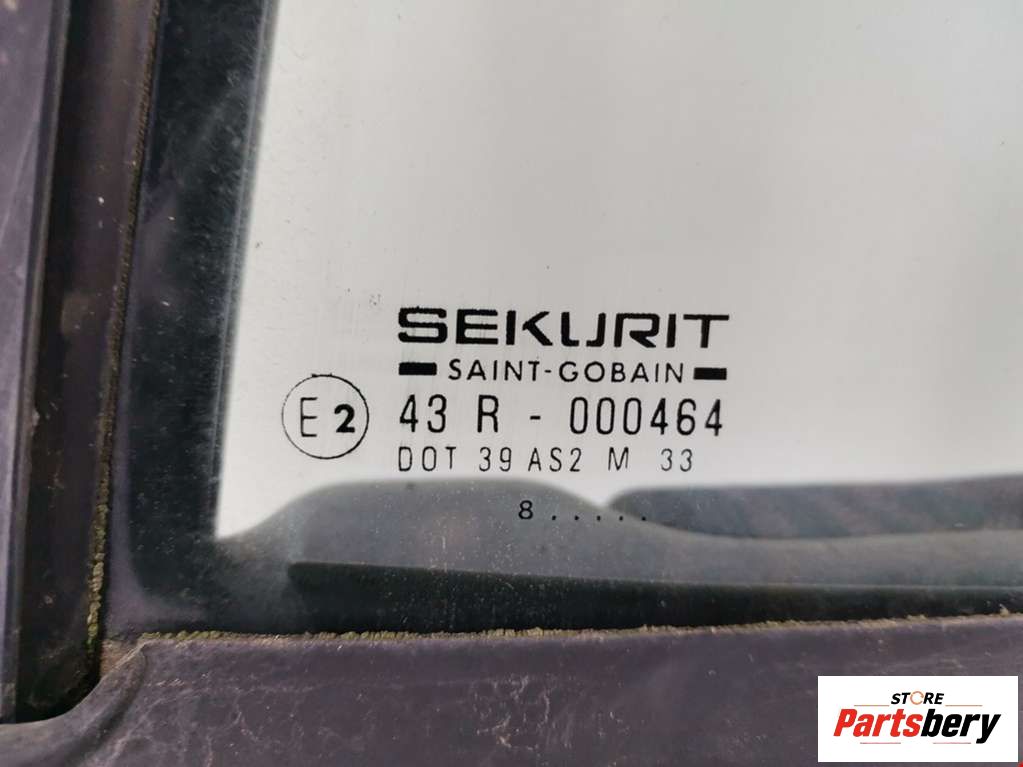 SEKURIT
SAINT-GOBAIN
E2 43 R - 000464
DOT 39 AS2 M 33
8.....
STORE
Partsbery